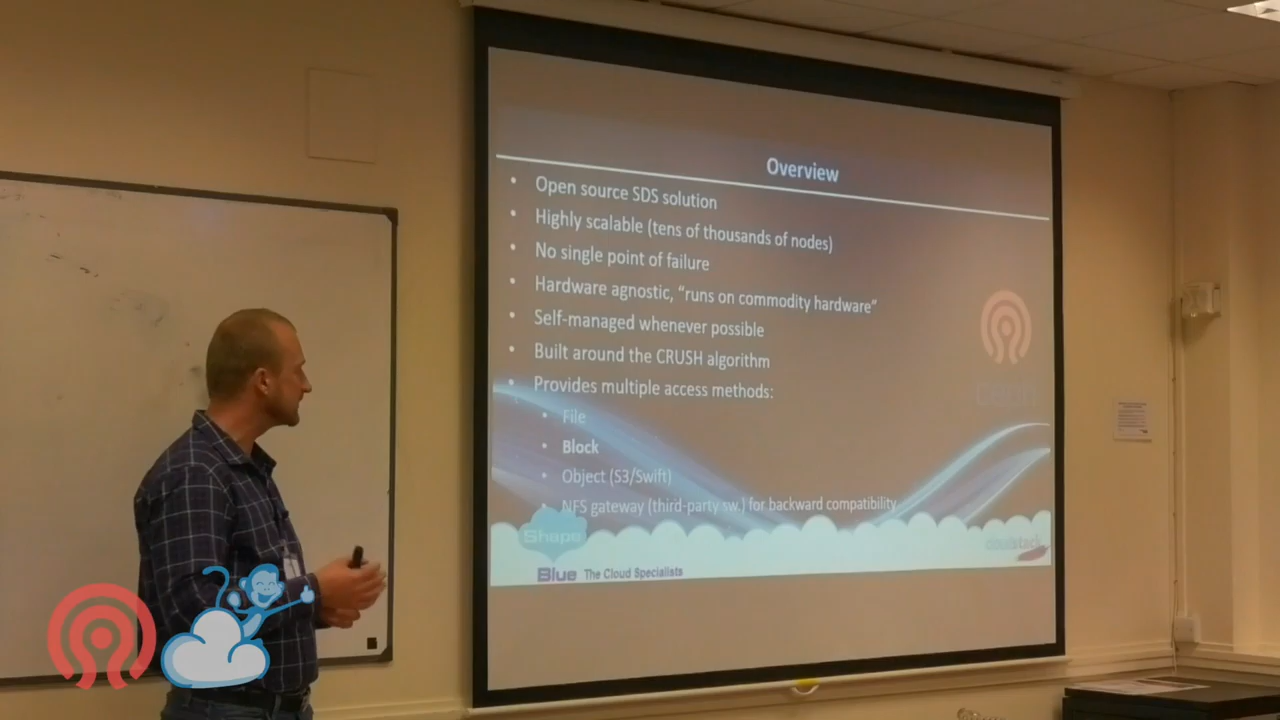 Overview
• Open source SDS solution
• Highly scalable (tens of thousands of nodes)
• No single point of failure
• Hardware agnostic, “runs on commodity hardware”
• Self-managed whenever possible
• Built around the CRUSH algorithm
• Provides multiple access methods:
• File
• Block
• Object (S3/Swift)
• NFS gateway (third-party sw.) for backward compatibility
Shape
Blue The Cloud Specialists
cloudstack